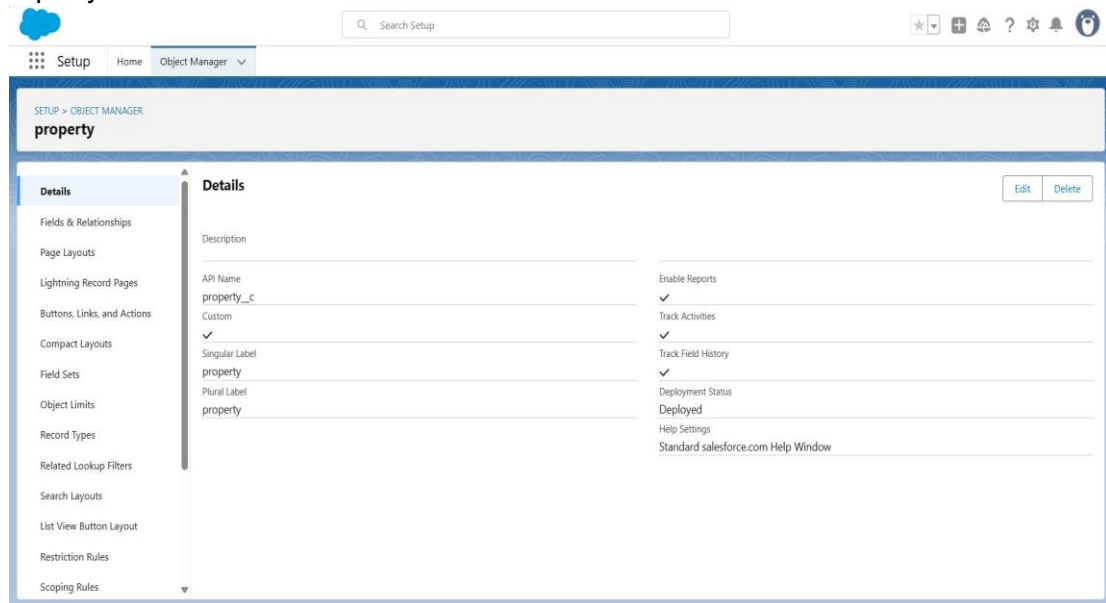 Search Setup
Setup Home Object Manager
SETUP > OBJECT MANAGER
property
Details
Fields & Relationships
Page Layouts
Lightning Record Pages
Buttons, Links, and Actions
Compact Layouts
Field Sets
Object Limits
Record Types
Related Lookup Filters
Search Layouts
List View Button Layout
Restriction Rules
Scoping Rules
Details
Edit Delete
Description
API Name
property__c
Custom
Singular Label
property
Plural Label
property
Enable Reports
Track Activities
Track Field History
Deployment Status
Deployed
Help Settings
Standard salesforce.com Help Window